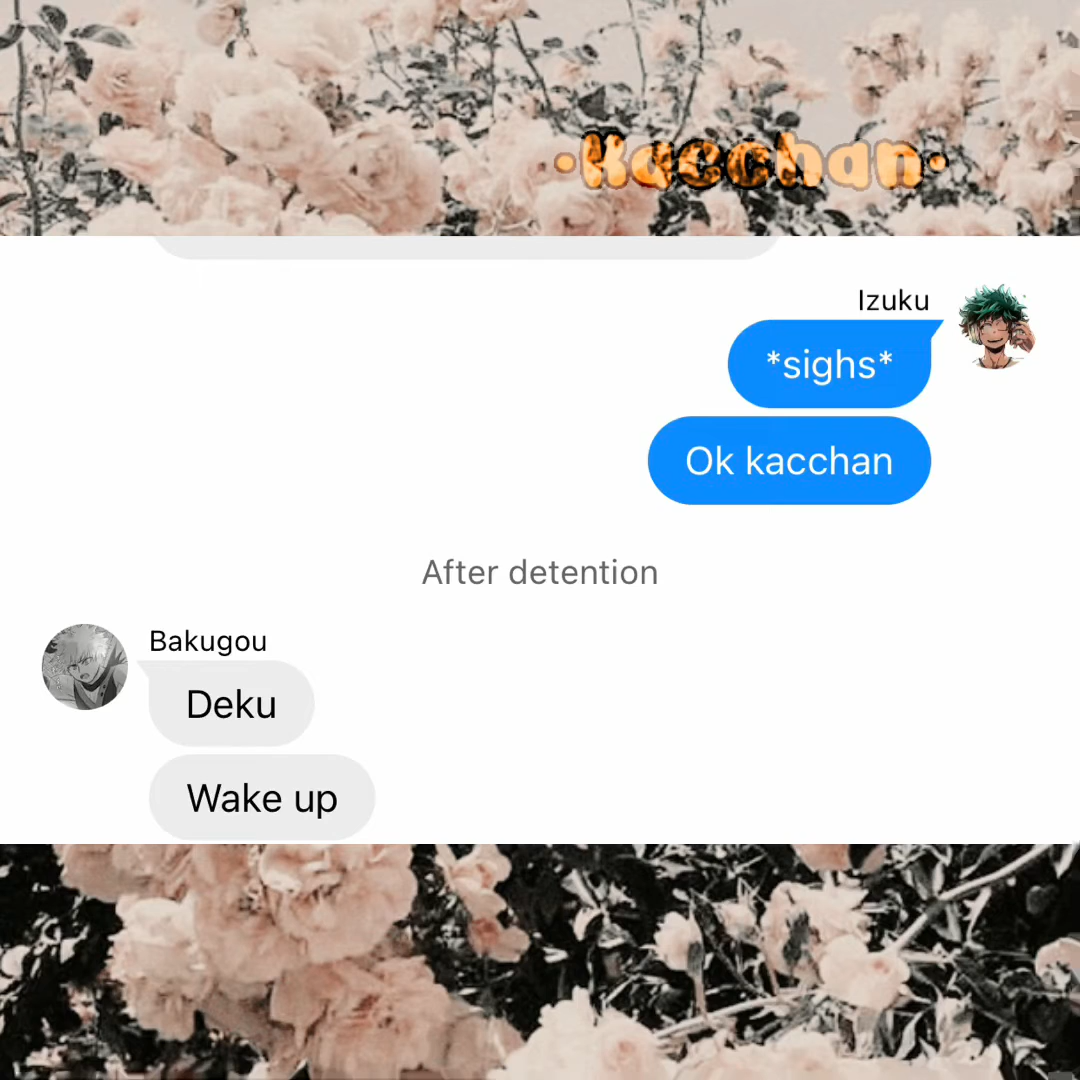 ·Kacchan·
Izuku
*sighs*
Ok kacchan
After detention
Bakugou
Deku
Wake up